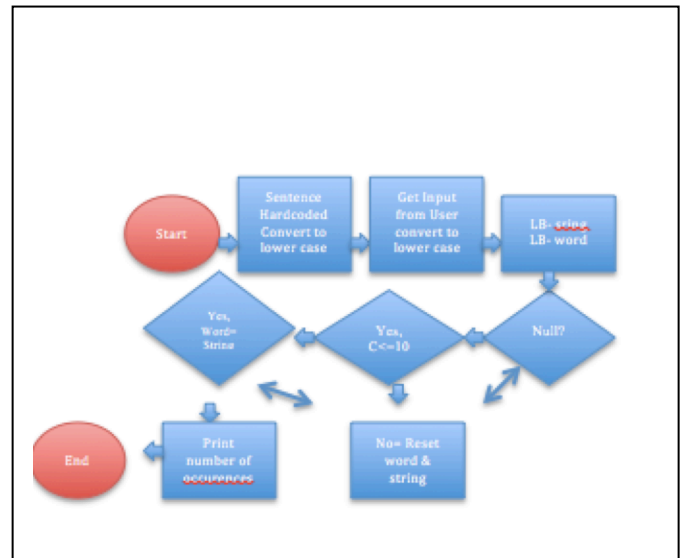 Start
Sentence
Hardcoded
Convert to
lower case
Get Input
from User
convert to
lower case
LB- sring
LB- word
Yes,
Word=
String
Yes,
C<=10
Null?
End
Print
number of
occurences
No= Reset
word &
string